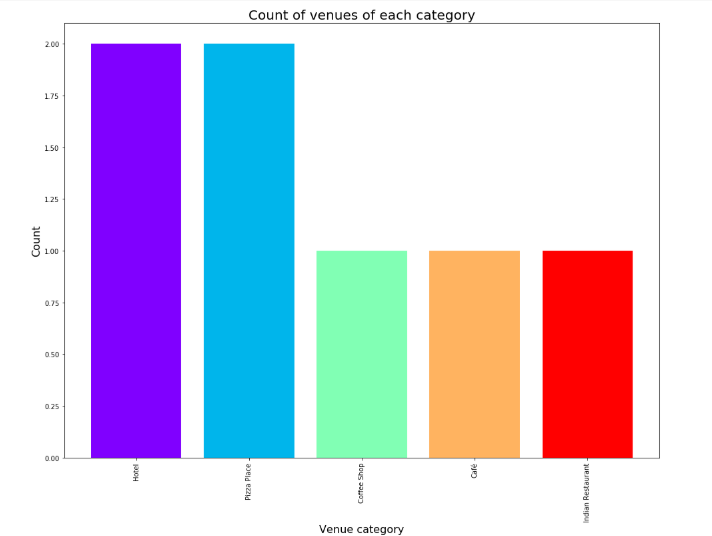 Count of venues of each category
2.00
1.75
1.50
1.25
1.00
0.75
0.50
0.25
0.00
Count
Hotel
Pizza Place
Coffee Shop
Café
Indian Restaurant
Venue category